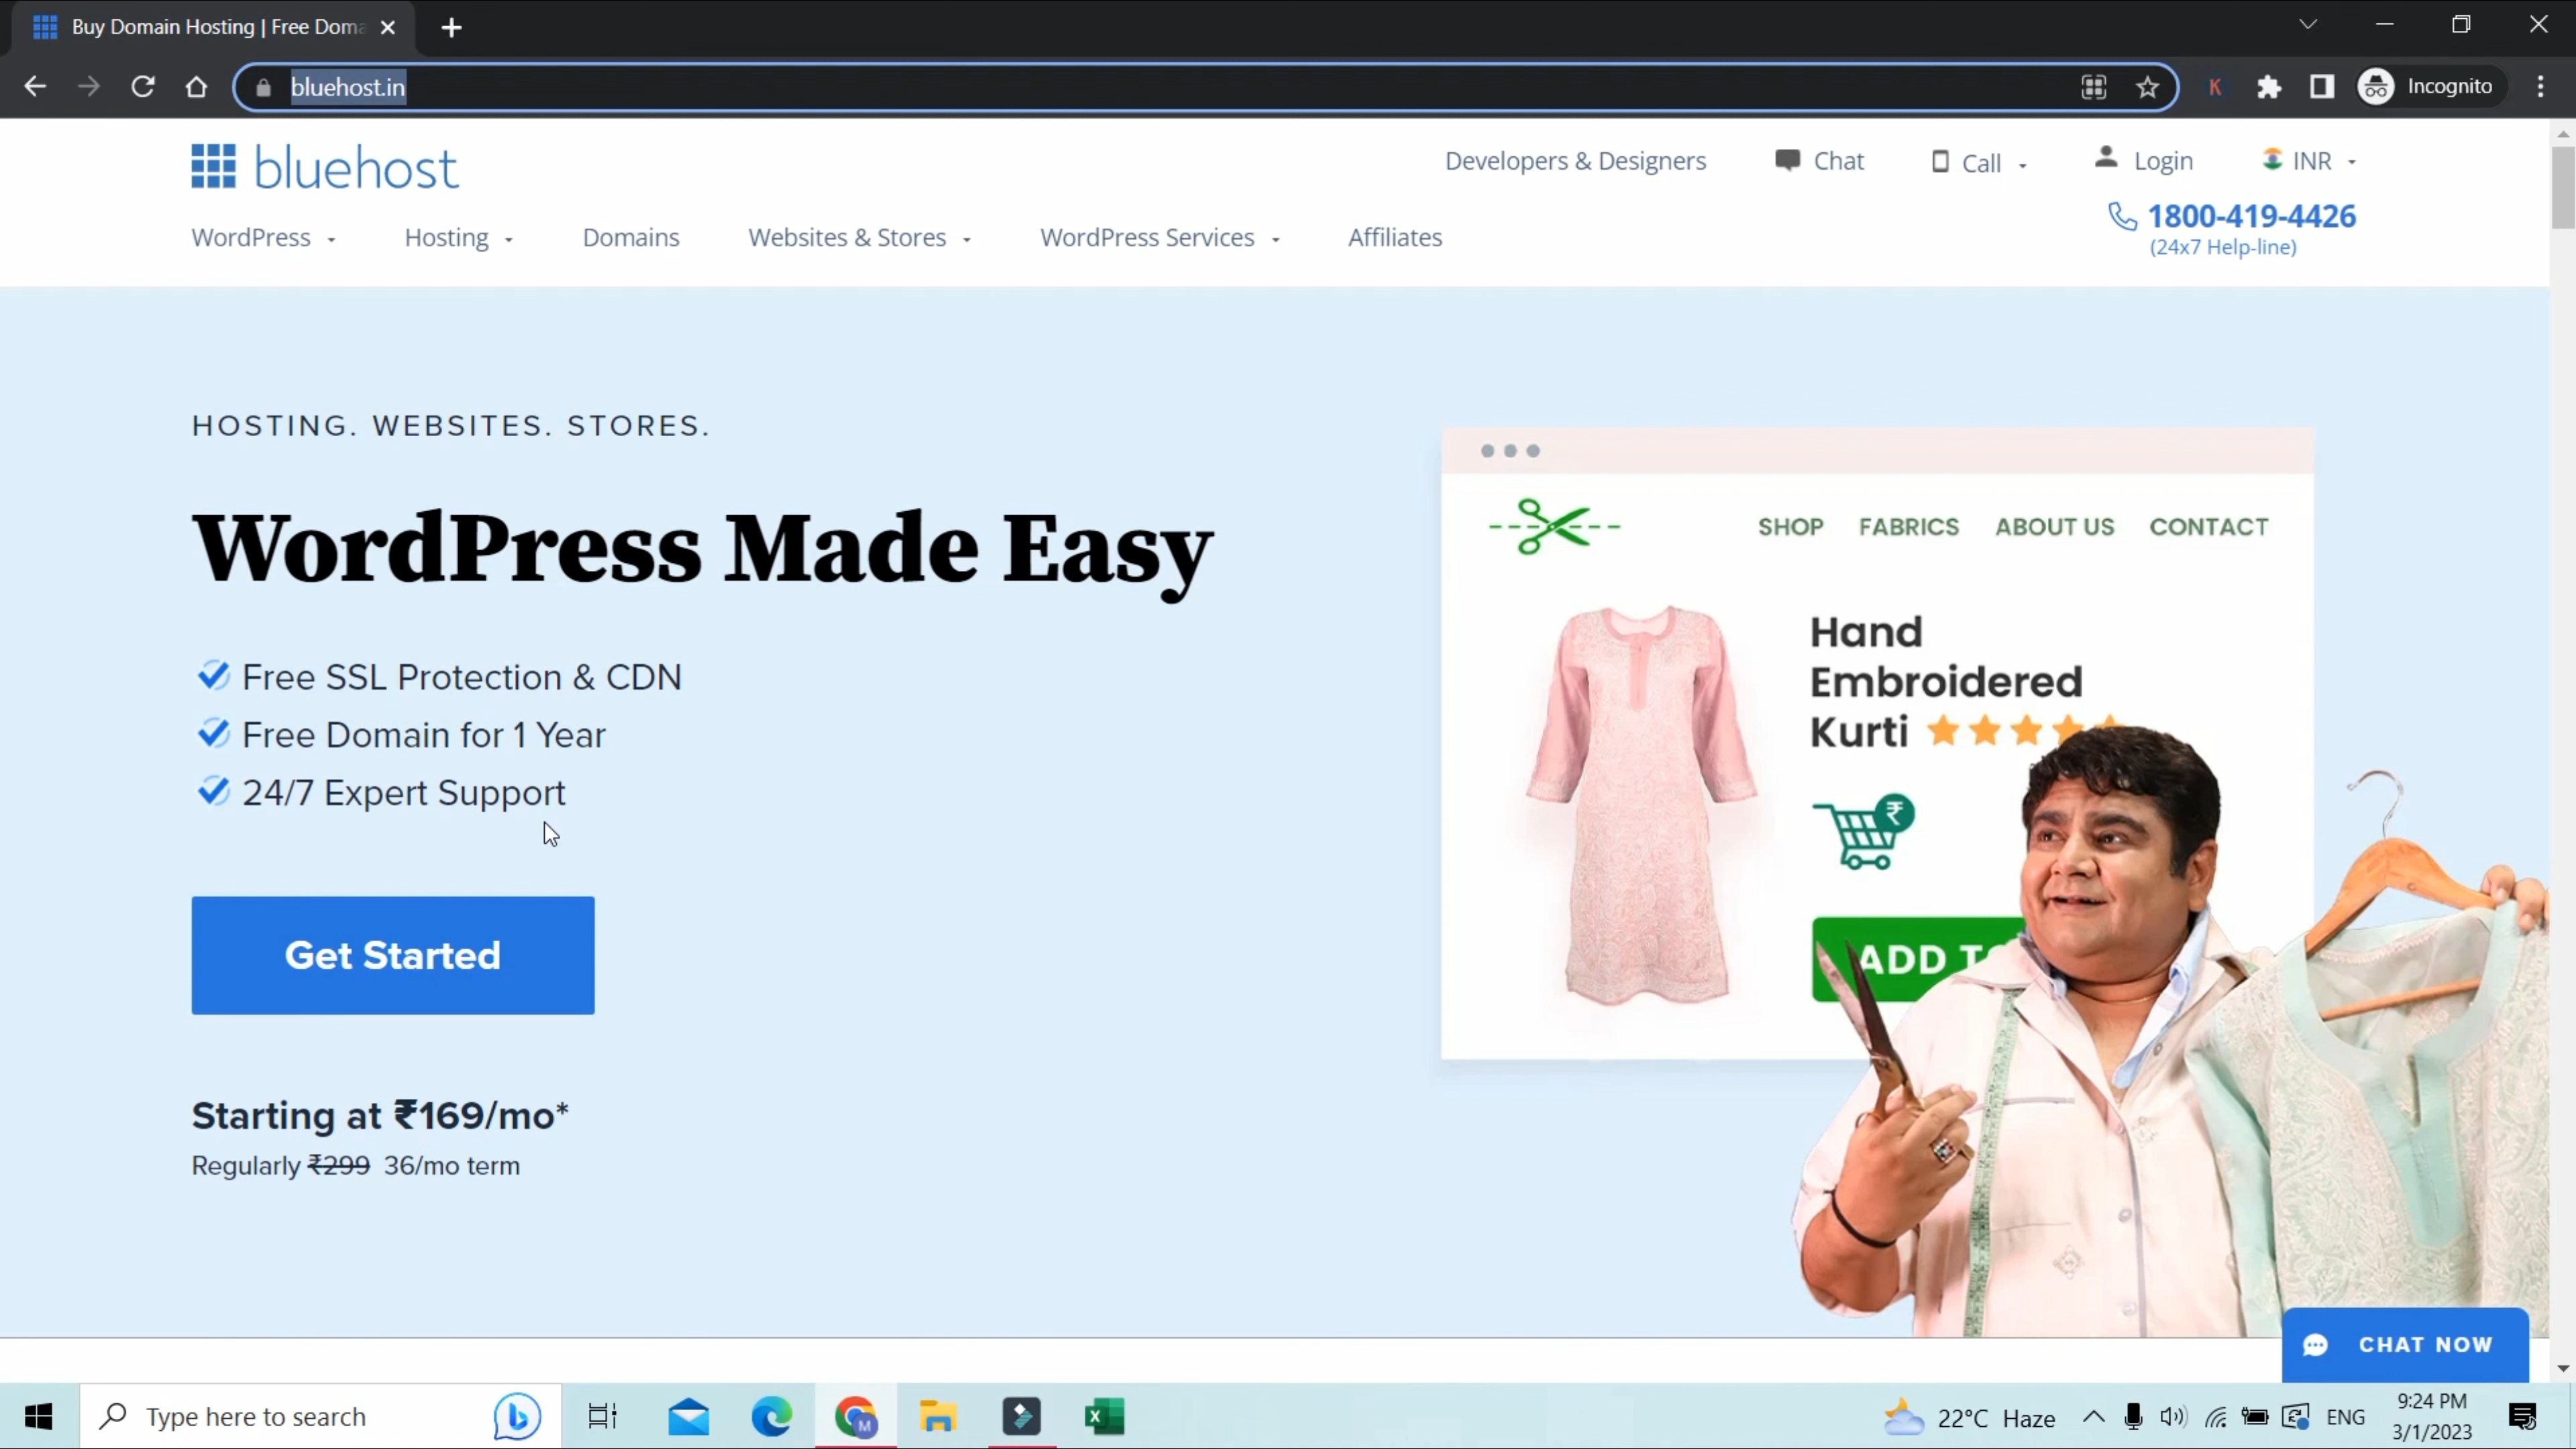 Buy Domain Hosting | Free Doma
bluehost.in
K
Incognito
bluehost
Developers & Designers
Chat
Call
Login
INR
1800-419-4426
(24x7 Help-line)
WordPress
Hosting
Domains
Websites & Stores
WordPress Services
Affiliates
HOSTING. WEBSITES. STORES.
WordPress Made Easy
Free SSL Protection & CDN
Free Domain for 1 Year
24/7 Expert Support
Get Started
Starting at ₹169/mo*
Regularly ₹299 36/mo term
SHOP FABRICS ABOUT US CONTACT
Hand
Embroidered
Kurti
₹
ADD TO
CHAT NOW
Type here to search
M
22°C Haze
ENG
9:24 PM
3/1/2023